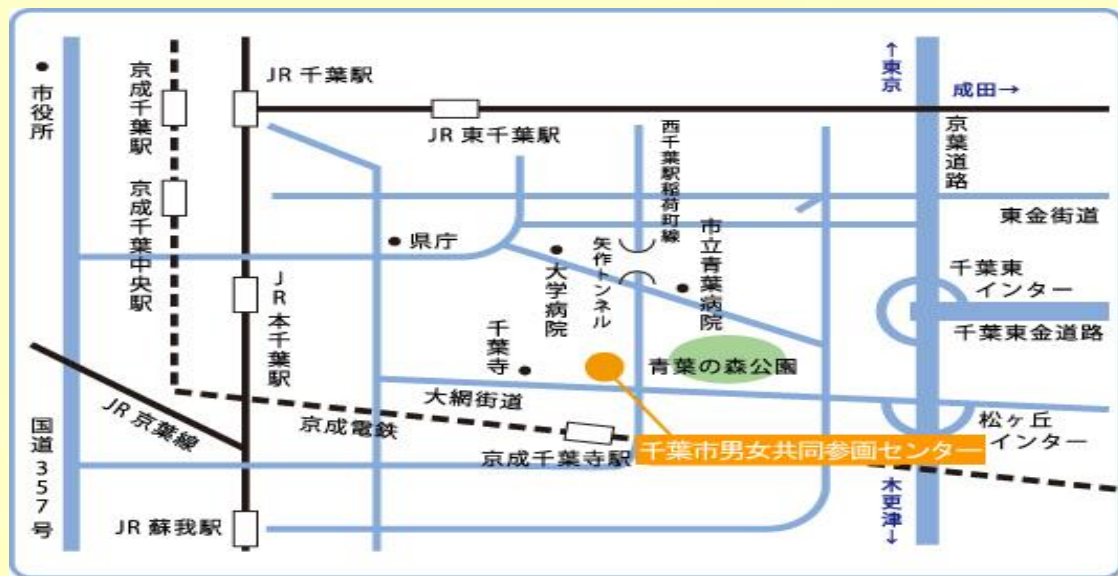 市役所
京成千葉駅
JR 千葉駅
JR 東千葉駅
西千葉駅稲荷町線
↑東京
成田→
京葉道路
東金街道
京成千葉中央駅
県庁
大学病院
矢作トンネル
市立青葉病院
千葉東
インター
千葉東金道路
JR 本千葉駅
千葉寺
青葉の森公園
大網街道
JR 京葉線
京成電鉄
京成千葉寺駅
千葉市男女共同参画センター
松ヶ丘
インター
国道357号
JR 蘇我駅
木更津↓